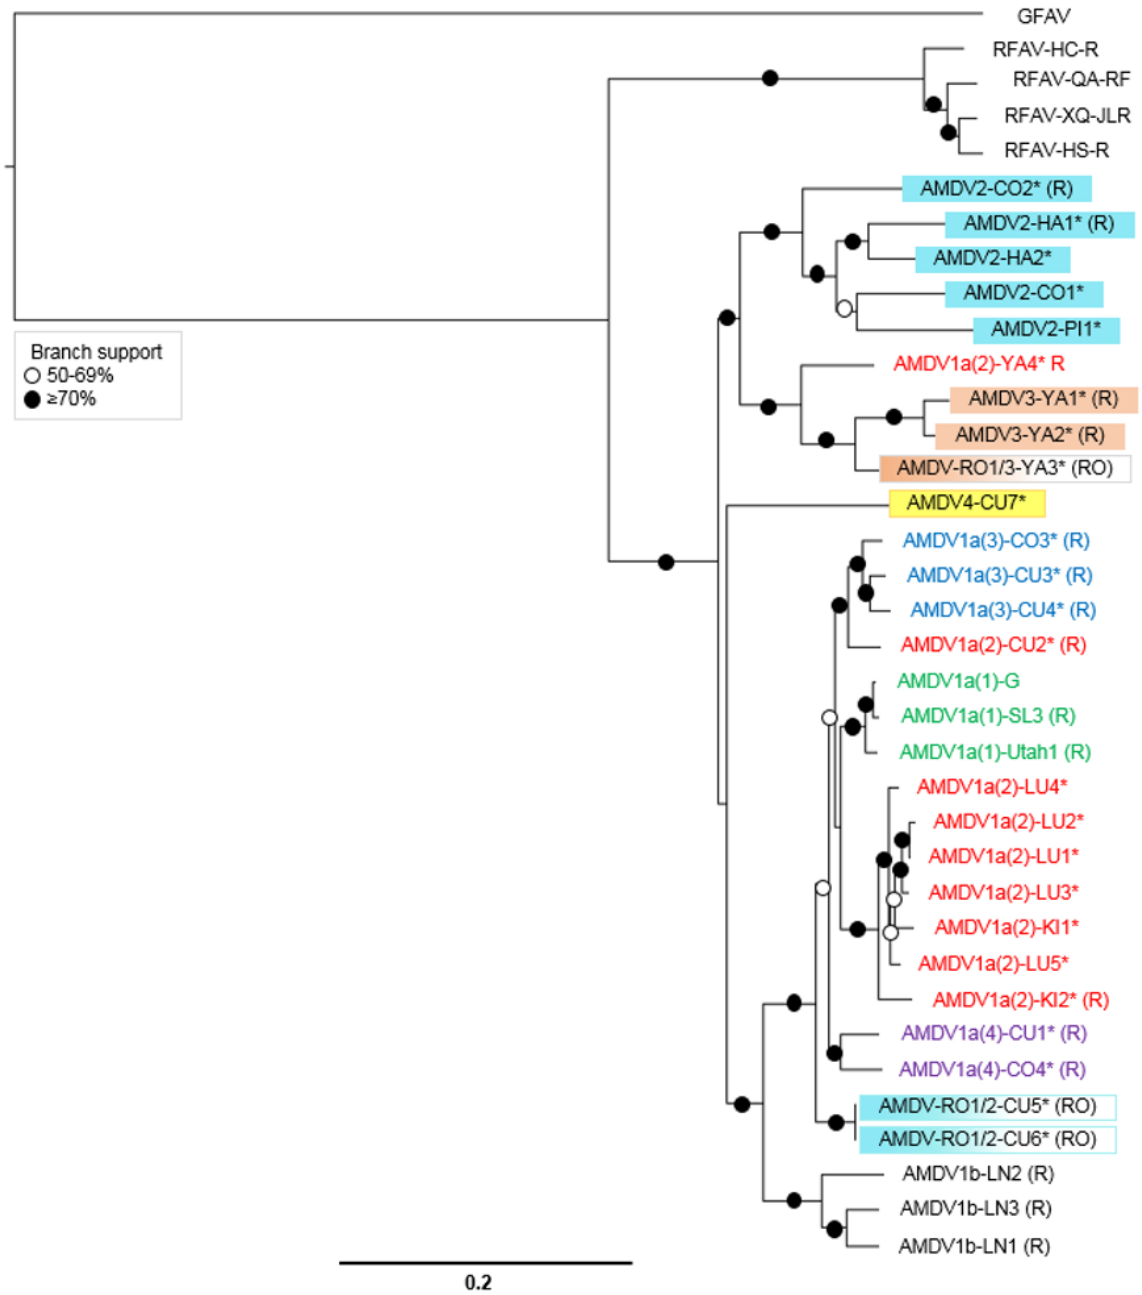 GFAV
RFAV-HC-R
RFAV-QA-RF
RFAV-XQ-JLR
RFAV-HS-R
AMDV2-CO2* (R)
AMDV2-HA1* (R)
AMDV2-HA2*
AMDV2-CO1*
AMDV2-PI1*
Branch support
50-69%
≥70%
AMDV1a(2)-YA4* R
AMDV3-YA1* (R)
AMDV3-YA2* (R)
AMDV-RO1/3-YA3* (RO)
AMDV4-CU7*
AMDV1a(3)-CO3* (R)
AMDV1a(3)-CU3* (R)
AMDV1a(3)-CU4* (R)
AMDV1a(2)-CU2* (R)
AMDV1a(1)-G
AMDV1a(1)-SL3 (R)
AMDV1a(1)-Utah1 (R)
AMDV1a(2)-LU4*
AMDV1a(2)-LU2*
AMDV1a(2)-LU1*
AMDV1a(2)-LU3*
AMDV1a(2)-KI1*
AMDV1a(2)-LU5*
AMDV1a(2)-KI2* (R)
AMDV1a(4)-CU1* (R)
AMDV1a(4)-CO4* (R)
AMDV-RO1/2-CU5* (RO)
AMDV-RO1/2-CU6* (RO)
AMDV1b-LN2 (R)
AMDV1b-LN3 (R)
AMDV1b-LN1 (R)
0.2